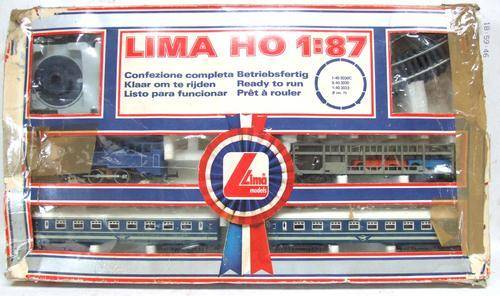 LIMA HO 1:87
Confezione completa Betriebsfertig
Klaar om te rijden Ready to run
Listo para funcionar Prêt à rouler
Lima
models